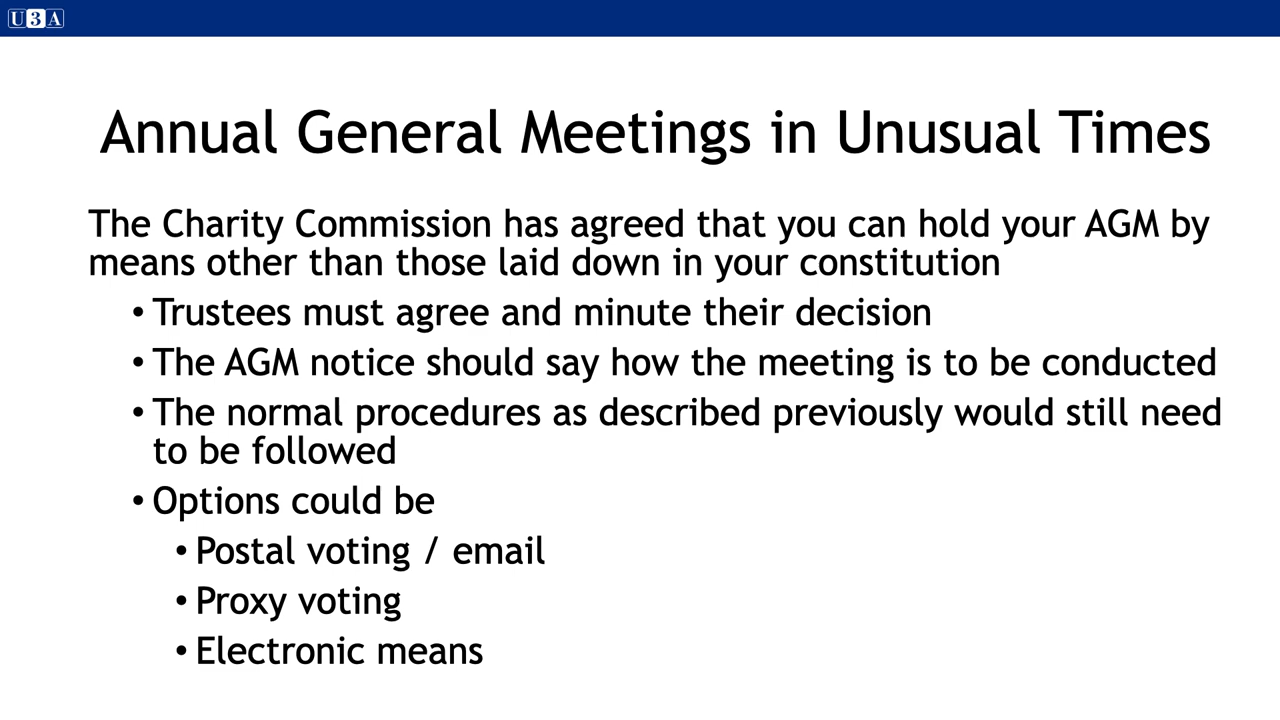 U3A
Annual General Meetings in Unusual Times
The Charity Commission has agreed that you can hold your AGM by
means other than those laid down in your constitution
• Trustees must agree and minute their decision
• The AGM notice should say how the meeting is to be conducted
• The normal procedures as described previously would still need
to be followed
• Options could be
• Postal voting / email
• Proxy voting
• Electronic means